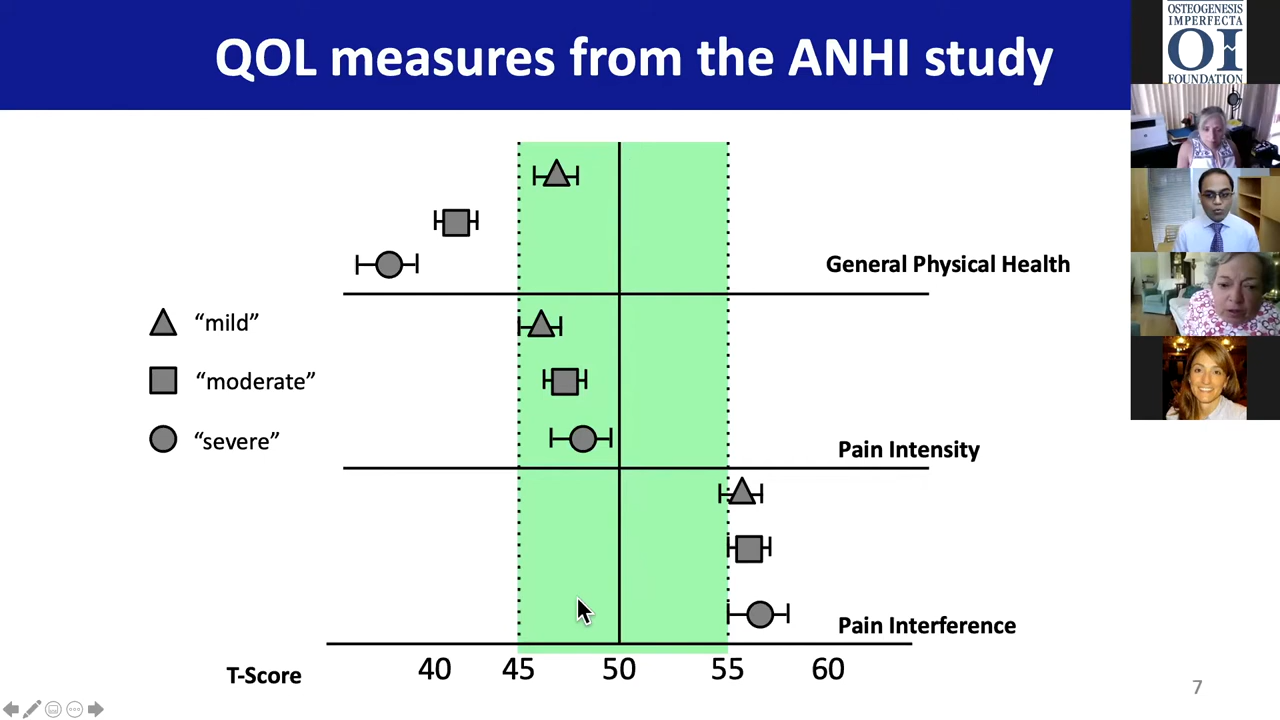 QOL measures from the ANHI study
OSTEOGENESIS
IMPERFECTA
OI
FOUNDATION
General Physical Health
“mild”
“moderate”
“severe”
Pain Intensity
Pain Interference
T-Score
40 45 50 55 60
7